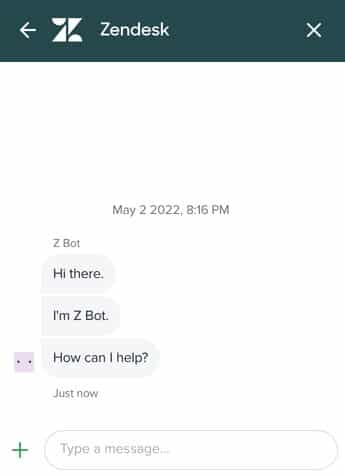 Zendesk
May 2 2022, 8:16 PM
Z Bot
Hi there.
I'm Z Bot.
How can I help?
Just now
Type a message...